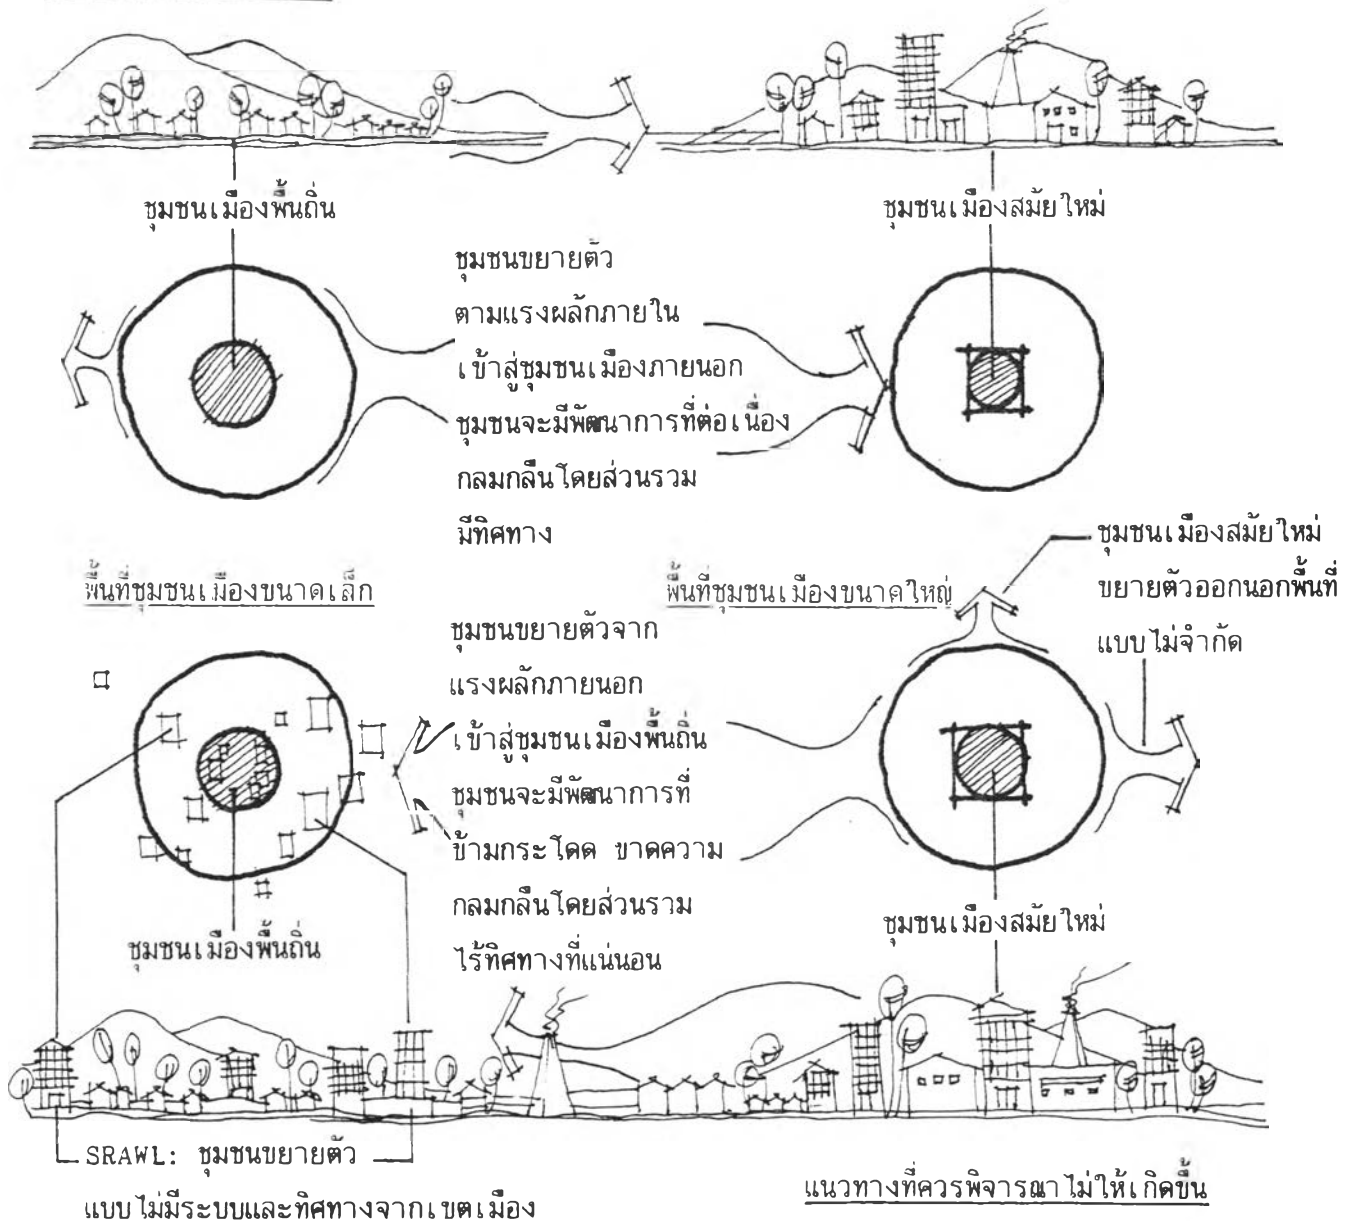 ชุมชนเมืองพื้นถิ่น
ชุมชนเมืองสมัยใหม่
ชุมชนขยายตัว
ตามแรงผลักภายใน
เข้าสู่ชุมชนเมืองภายนอก
ชุมชนจะมีพัฒนาการที่ต่อเนื่อง
กลมกลืนโดยส่วนรวม
มีทิศทาง
พื้นที่ชุมชนเมืองขนาดเล็ก
พื้นที่ชุมชนเมืองขนาดใหญ่
ชุมชนเมืองสมัยใหม่
ขยายตัวออกนอกพื้นที่
แบบไม่จำกัด
ชุมชนขยายตัวจาก
แรงผลักภายนอก
เข้าสู่ชุมชนเมืองพื้นถิ่น
ชุมชนจะมีพัฒนาการที่
ข้ามกระโดด ขาดความ
กลมกลืนโดยส่วนรวม
ไร้ทิศทางที่แน่นอน
ชุมชนเมืองพื้นถิ่น
ชุมชนเมืองสมัยใหม่
SRAWL: ชุมชนขยายตัว
แบบไม่มีระบบและทิศทางจากเขตเมือง
แนวทางที่ควรพิจารณาไม่ให้เกิดขึ้น